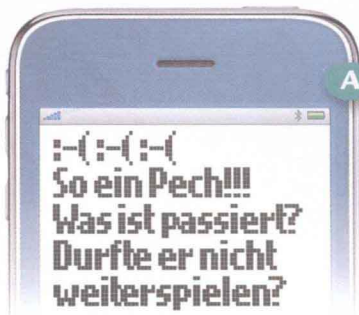 A
:-( :-( :-(
So ein Pech!!!
Was ist passiert?
Durfte er nicht
weiterspielen?